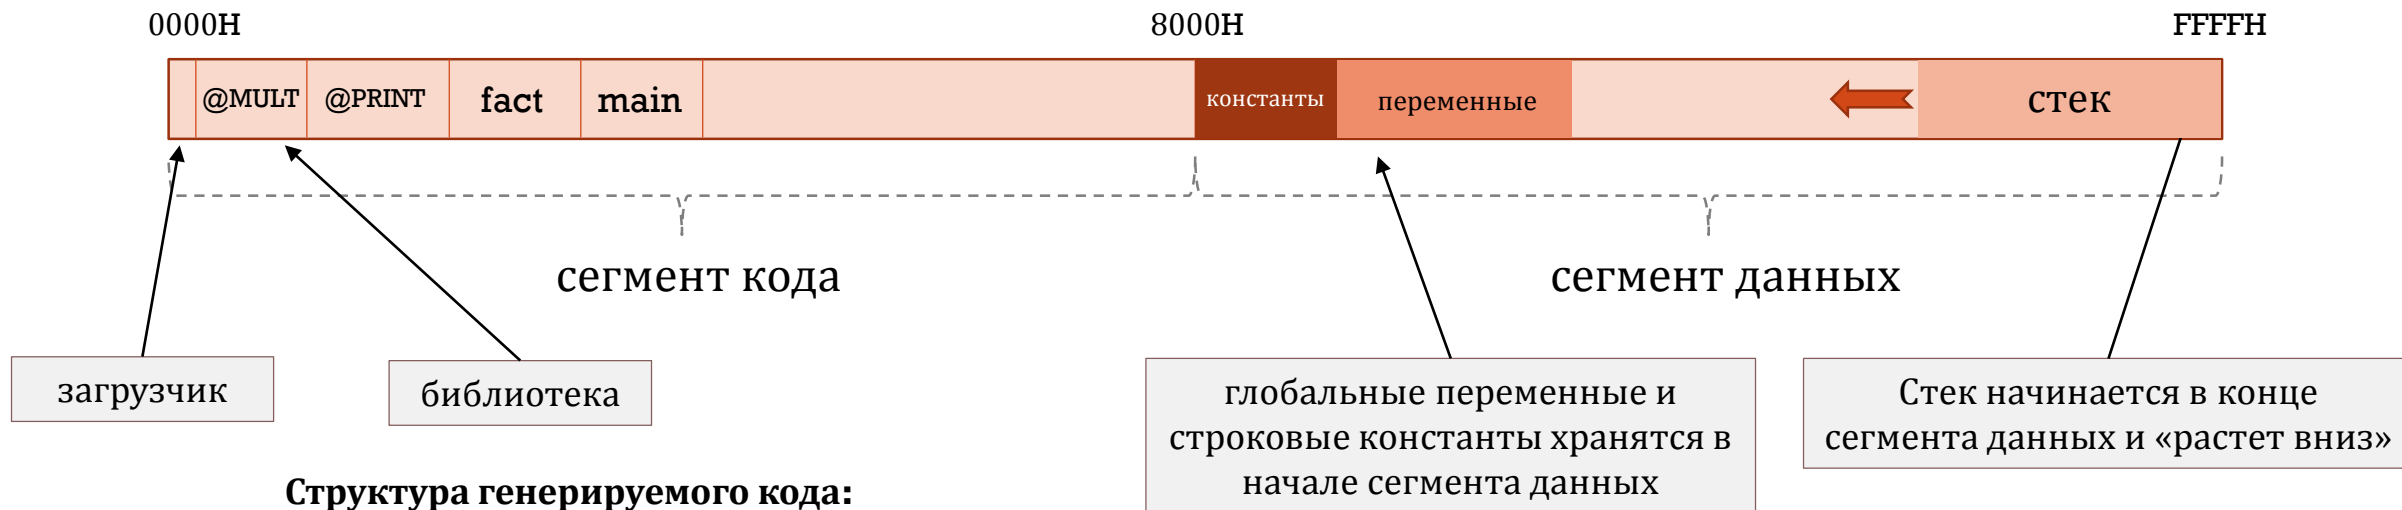 0000H
8000H
FFFFH
@MULT
@PRINT
fact
main
константы
переменные
стек
сегмент кода
сегмент данных
загрузчик
библиотека
глобальные переменные и
строковые константы хранятся в
начале сегмента данных
Стек начинается в конце
сегмента данных и «растет вниз»
Структура генерируемого кода: